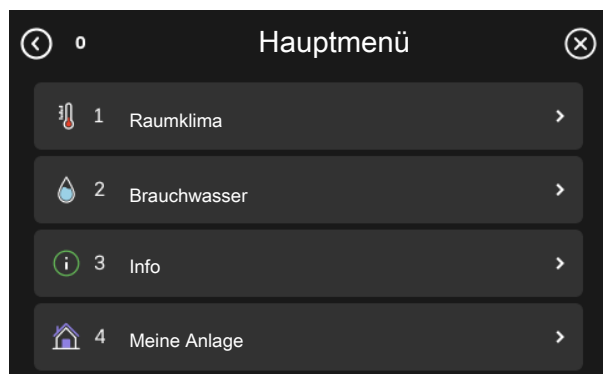 0 Hauptmenü
1 Raumklima
2 Brauchwasser
i 3 Info
4 Meine Anlage